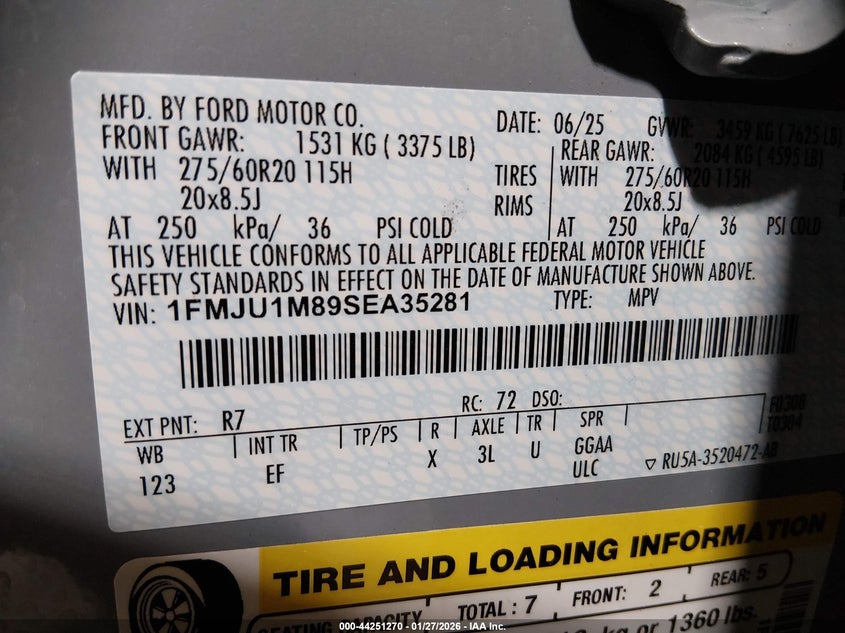 MFD. BY FORD MOTOR CO.
DATE: 06/25 GVWR: 3459 KG ( 7625 LB)
FRONT GAWR: 1531 KG ( 3375 LB)
REAR GAWR: 2084 KG ( 4595 LB)
WITH 275/60R20 115H TIRES WITH 275/60R20 115H
20x8.5J RIMS 20x8.5J
AT 250 kPa/ 36 PSI COLD AT 250 kPa/ 36 PSI COLD
THIS VEHICLE CONFORMS TO ALL APPLICABLE FEDERAL MOTOR VEHICLE
SAFETY STANDARDS IN EFFECT ON THE DATE OF MANUFACTURE SHOWN ABOVE.
VIN: 1FMJU1M89SEA35281 TYPE: MPV
F0308
T0304
EXT PNT: R7 RC: 72 DSO:
WB INT TR TP/PS R AXLE TR SPR
123 EF X 3L U GGAA
ULC ▽ RU5A-3520472-AB
TIRE AND LOADING INFORMATION
SEATING CAPACITY TOTAL : 7 FRONT: 2 REAR: 5
kg or 1360 lbs.
000-44251270 - 01/27/2026 - IAA Inc.